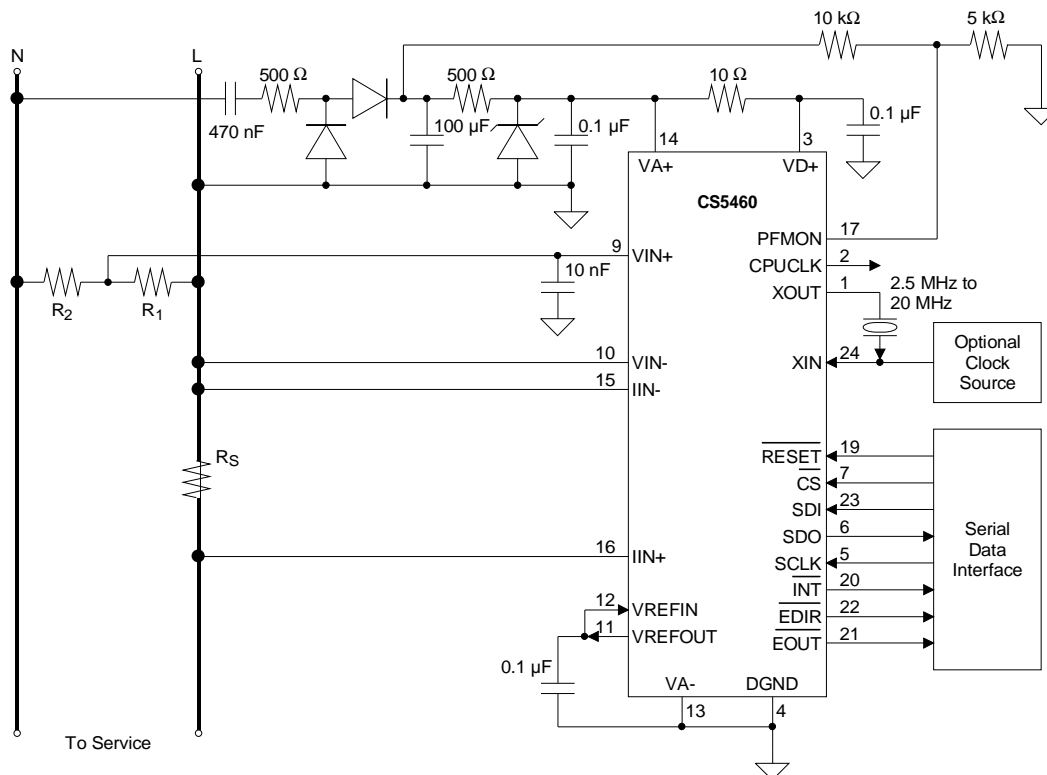 10 kΩ
5 kΩ
N
L
500 Ω
500 Ω
10 Ω
470 nF
100 µF
0.1 µF
0.1 µF
14
3
VA+
VD+
CS5460
9
VIN+
PFMON
17
10 nF
CPUCLK
2
R2
R1
XOUT
1
2.5 MHz to
20 MHz
10
VIN-
XIN
24
Optional
Clock
Source
15
IIN-
RS
RESET
19
CS
7
SDI
23
SDO
6
Serial
Data
Interface
16
IIN+
SCLK
5
INT
20
12
VREFIN
EDIR
22
11
VREFOUT
EOUT
21
0.1 µF
VA-
DGND
13
4
To Service